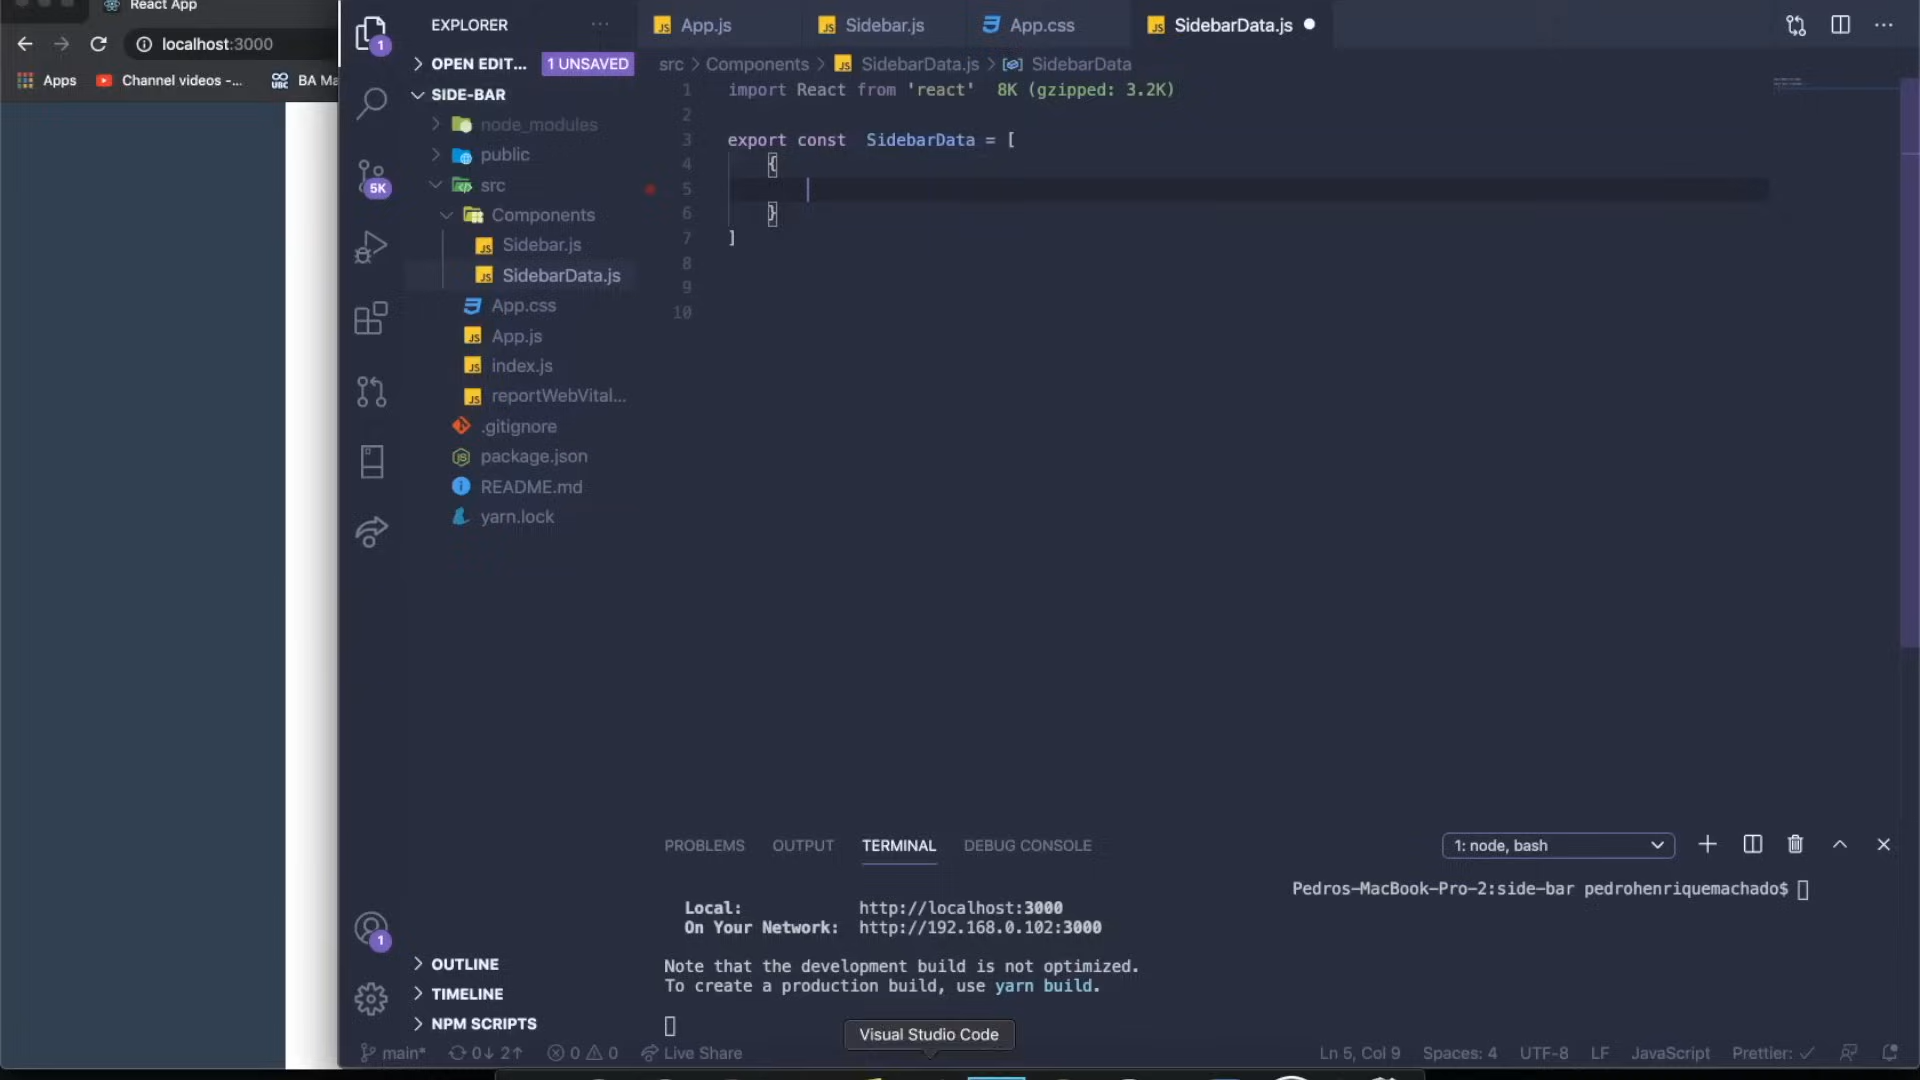 React App
localhost:3000
Apps
Channel videos -...
BA Ma
EXPLORER
1
OPEN EDIT...
1 UNSAVED
SIDE-BAR
node_modules
public
src
5K
Components
Sidebar.js
SidebarData.js
App.css
App.js
index.js
reportWebVital...
.gitignore
package.json
README.md
yarn.lock
1
OUTLINE
TIMELINE
NPM SCRIPTS
App.js
Sidebar.js
App.css
SidebarData.js
src > Components > SidebarData.js > SidebarData
1 import React from 'react' 8K (gzipped: 3.2K)
2
3 export const SidebarData = [
4 {
5
6 }
7 ]
8
9
10
PROBLEMS OUTPUT TERMINAL DEBUG CONSOLE
1: node, bash
Local: http://localhost:3000
On Your Network: http://192.168.0.102:3000
Note that the development build is not optimized.
To create a production build, use yarn build.
Pedros-MacBook-Pro-2:side-bar pedrohenriquemachado$
Visual Studio Code
main* 0↓ 2↑ 0 0 Live Share
Ln 5, Col 9 Spaces: 4 UTF-8 LF JavaScript Prettier: ✓